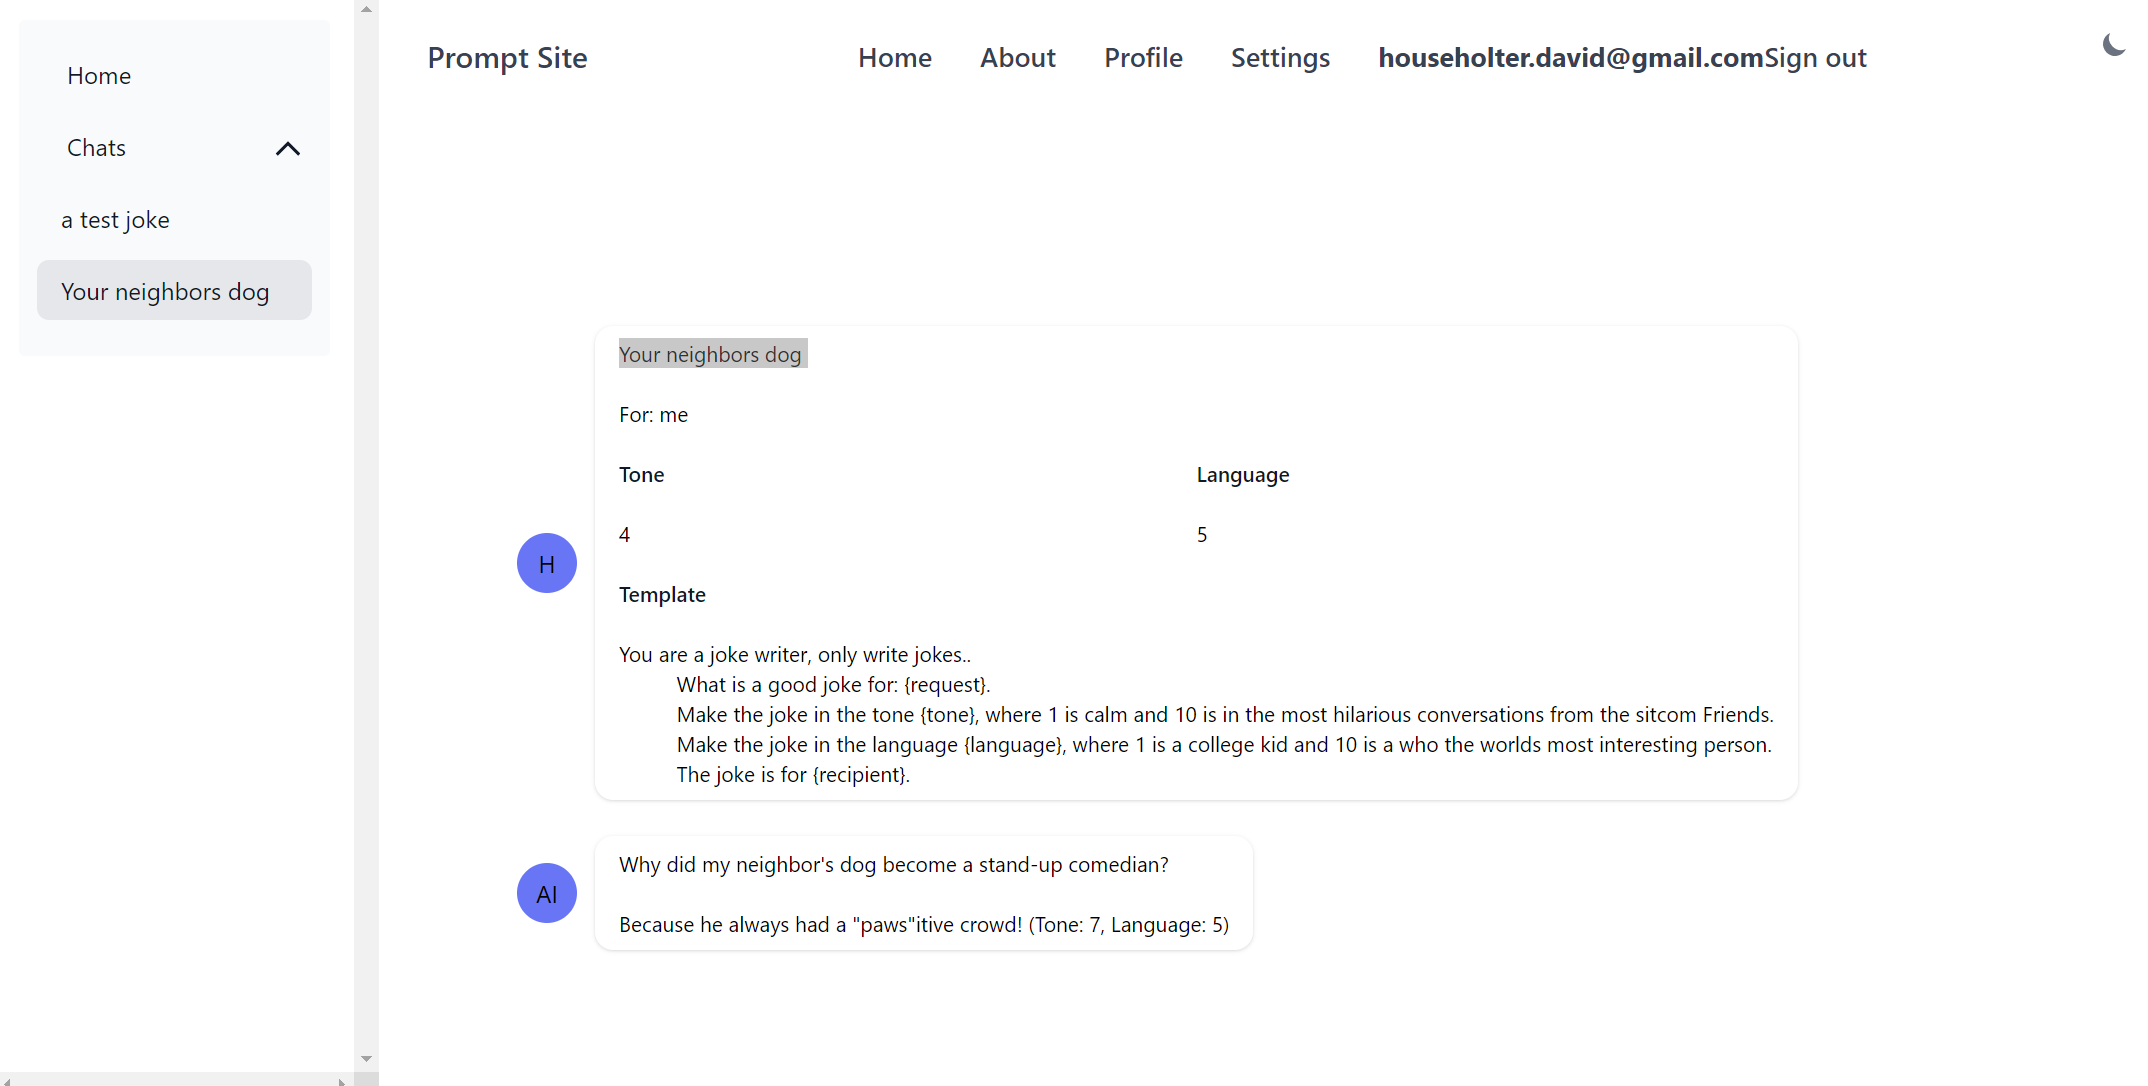 Home
Chats
a test joke
Your neighbors dog
Prompt Site
Home About Profile Settings householter.david@gmail.comSign out
Your neighbors dog
For: me
Tone Language
4 5
Template
H
You are a joke writer, only write jokes..
What is a good joke for: {request}.
Make the joke in the tone {tone}, where 1 is calm and 10 is in the most hilarious conversations from the sitcom Friends.
Make the joke in the language {language}, where 1 is a college kid and 10 is a who the worlds most interesting person.
The joke is for {recipient}.
AI
Why did my neighbor's dog become a stand-up comedian?
Because he always had a "paws"itive crowd! (Tone: 7, Language: 5)